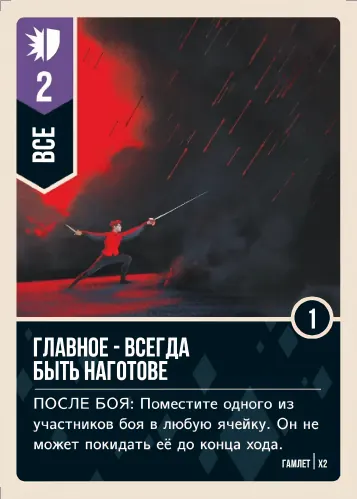 2
ВСЕ
1
ГЛАВНОЕ - ВСЕГДА
БЫТЬ НАГОТОВЕ
ПОСЛЕ БОЯ: Поместите одного из
участников боя в любую ячейку. Он не
может покидать её до конца хода.
ГАМЛЕТ | X2